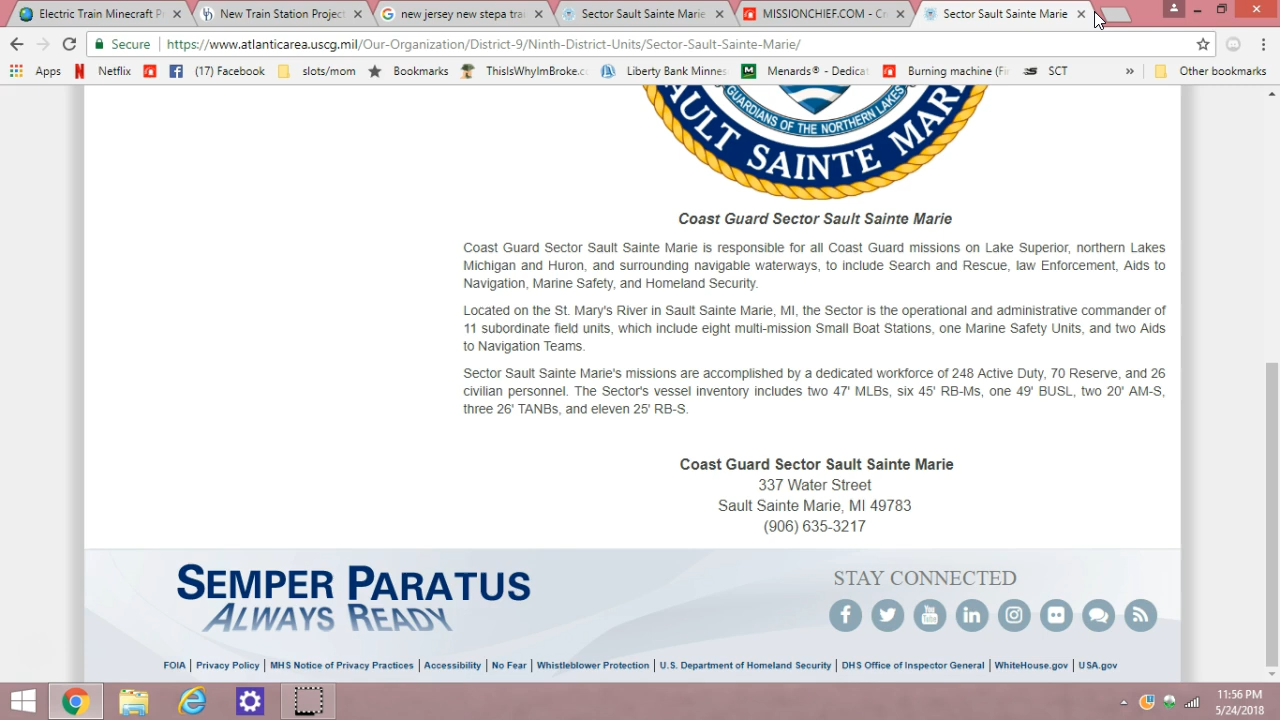 Electric Train Minecraft Pr
New Train Station Project
new jersey new stepa trai
Sector Sault Sainte Marie
MISSIONCHIEF.COM - Cr
Sector Sault Sainte Marie
Secure
https://www.atlanticarea.uscg.mil/Our-Organization/District-9/Ninth-District-Units/Sector-Sault-Sainte-Marie/
Apps
Netflix
(17) Facebook
slots/mom
Bookmarks
ThisIsWhyImBroke.c
Liberty Bank Minnes
Menards® - Dedicat
Burning machine (Fi
SCT
»
Other bookmarks
GUARDIANS OF THE NORTHERN LAKES
SAULT SAINTE MARIE
Coast Guard Sector Sault Sainte Marie
Coast Guard Sector Sault Sainte Marie is responsible for all Coast Guard missions on Lake Superior, northern Lakes
Michigan and Huron, and surrounding navigable waterways, to include Search and Rescue, law Enforcement, Aids to
Navigation, Marine Safety, and Homeland Security.
Located on the St. Mary's River in Sault Sainte Marie, MI, the Sector is the operational and administrative commander of
11 subordinate field units, which include eight multi-mission Small Boat Stations, one Marine Safety Units, and two Aids
to Navigation Teams.
Sector Sault Sainte Marie's missions are accomplished by a dedicated workforce of 248 Active Duty, 70 Reserve, and 26
civilian personnel. The Sector's vessel inventory includes two 47' MLBs, six 45' RB-Ms, one 49' BUSL, two 20' AM-S,
three 26' TANBs, and eleven 25' RB-S.
Coast Guard Sector Sault Sainte Marie
337 Water Street
Sault Sainte Marie, MI 49783
(906) 635-3217
SEMPER PARATUS
ALWAYS READY
STAY CONNECTED
FOIA | Privacy Policy | MHS Notice of Privacy Practices | Accessibility | No Fear | Whistleblower Protection | U.S. Department of Homeland Security | DHS Office of Inspector General | WhiteHouse.gov | USA.gov
11:56 PM
5/24/2018